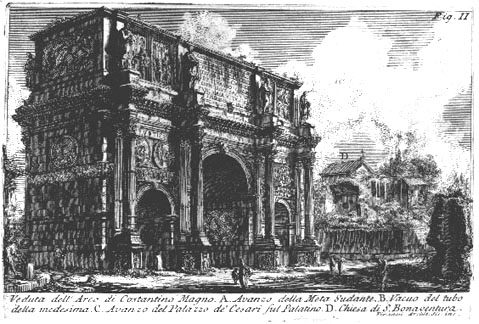 Fig. II
D
Veduta dell' Arco di Costantino Magno. A. Avanzo della Meta Sudante. B. Vacuo del tubo
della medesima. C. Avanzo del Palazzo de' Cesari sul Palatino. D. Chiesa di S. Bonaventura.